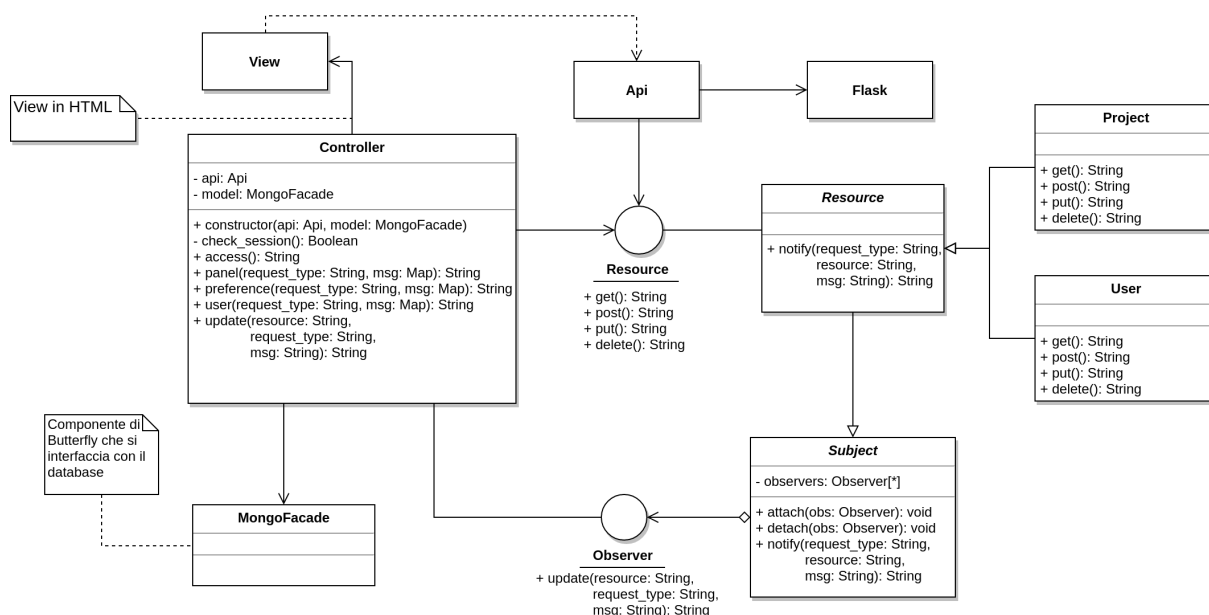 View
Api
Flask
View in HTML
Controller
- api: Api
- model: MongoFacade
+ constructor(api: Api, model: MongoFacade)
- check_session(): Boolean
+ access(): String
+ panel(request_type: String, msg: Map): String
+ preference(request_type: String, msg: Map): String
+ user(request_type: String, msg: Map): String
+ update(resource: String,
request_type: String,
msg: String): String
Resource
+ get(): String
+ post(): String
+ put(): String
+ delete(): String
Resource
+ notify(request_type: String,
resource: String,
msg: String): String
Project
+ get(): String
+ post(): String
+ put(): String
+ delete(): String
User
+ get(): String
+ post(): String
+ put(): String
+ delete(): String
Componente di
Butterfly che si
interfaccia con il
database
MongoFacade
Observer
+ update(resource: String,
request_type: String,
msg: String): String
Subject
- observers: Observer[*]
+ attach(obs: Observer): void
+ detach(obs: Observer): void
+ notify(request_type: String,
resource: String,
msg: String): String